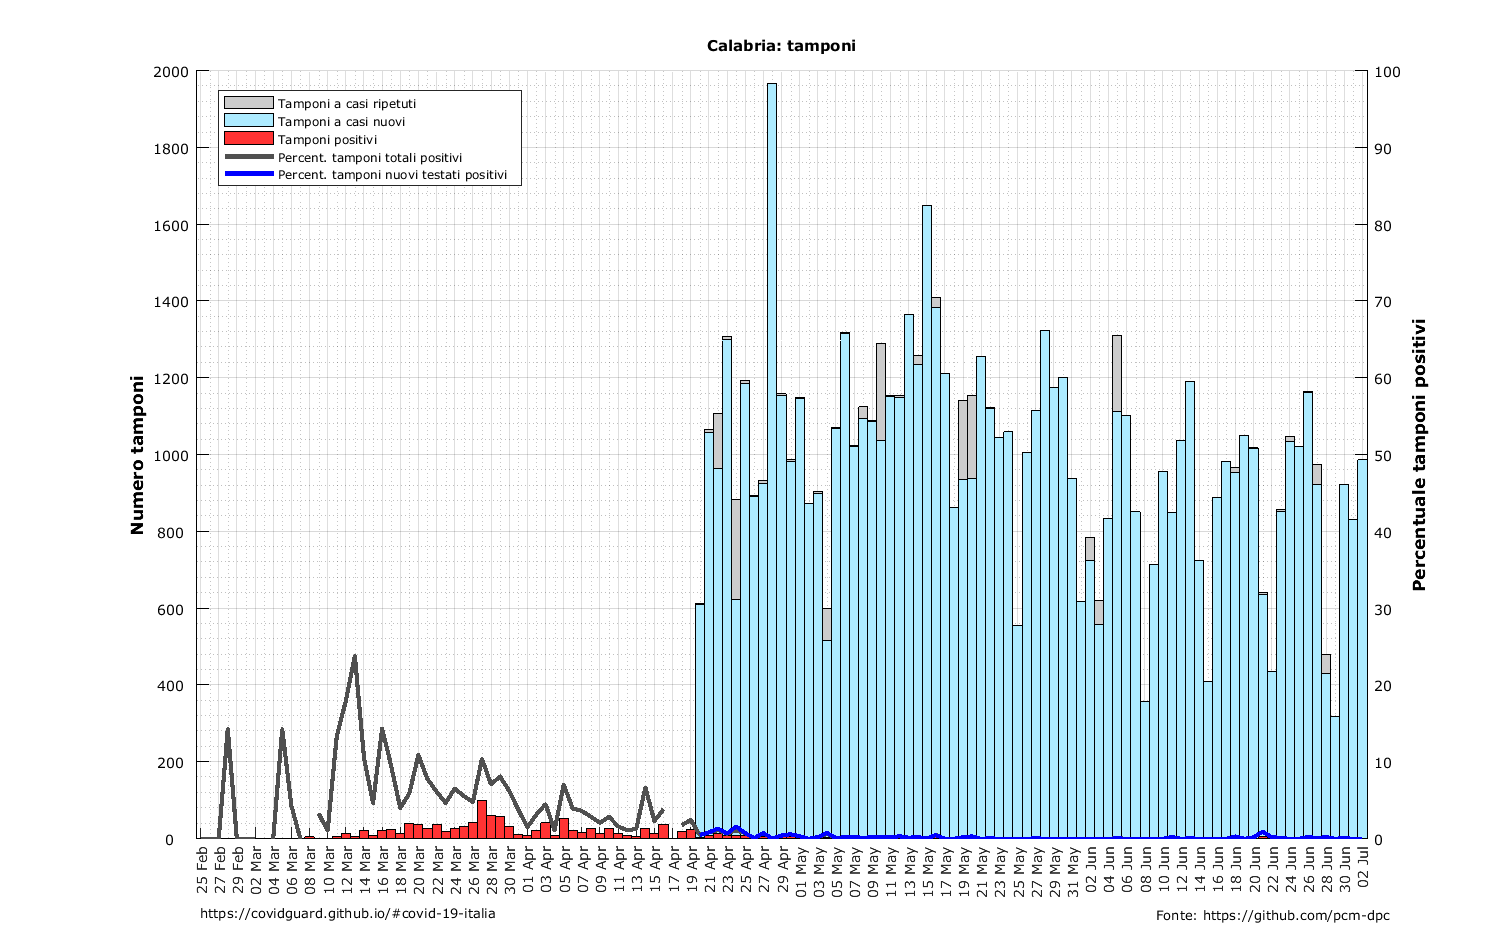 Calabria: tamponi
Tamponi a casi ripetuti
Tamponi a casi nuovi
Tamponi positivi
Percent. tamponi totali positivi
Percent. tamponi nuovi testati positivi
Numero tamponi
2000
1800
1600
1400
1200
1000
800
600
400
200
0
Percentuale tamponi positivi
100
90
80
70
60
50
40
30
20
10
0
25 Feb
27 Feb
29 Feb
02 Mar
04 Mar
06 Mar
08 Mar
10 Mar
12 Mar
14 Mar
16 Mar
18 Mar
20 Mar
22 Mar
24 Mar
26 Mar
28 Mar
30 Mar
01 Apr
03 Apr
05 Apr
07 Apr
09 Apr
11 Apr
13 Apr
15 Apr
17 Apr
19 Apr
21 Apr
23 Apr
25 Apr
27 Apr
29 Apr
01 May
03 May
05 May
07 May
09 May
11 May
13 May
15 May
17 May
19 May
21 May
23 May
25 May
27 May
29 May
31 May
02 Jun
04 Jun
06 Jun
08 Jun
10 Jun
12 Jun
14 Jun
16 Jun
18 Jun
20 Jun
22 Jun
24 Jun
26 Jun
28 Jun
30 Jun
02 Jul
https://covidguard.github.io/#covid-19-italia
Fonte: https://github.com/pcm-dpc